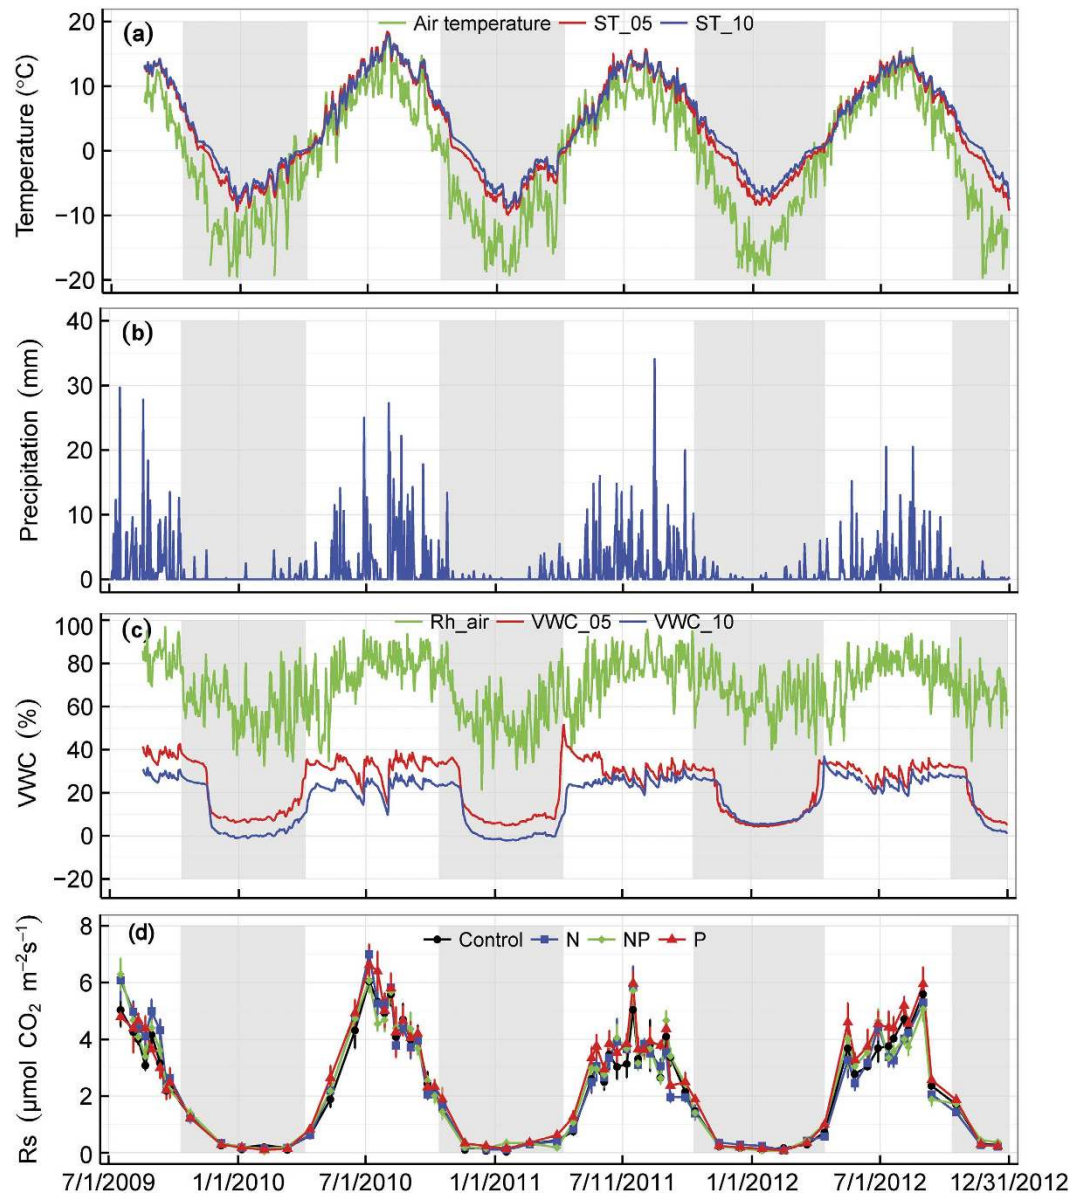 (a)
Air temperature ST_05 ST_10
Temperature (°C)
20
10
0
−10
−20
(b)
Precipitation (mm)
40
30
20
10
0
(c)
Rh_air VWC_05 VWC_10
VWC (%)
100
80
60
40
20
0
−20
(d)
Control N NP P
Rs (μmol CO2 m−2s−1)
8
6
4
2
0
7/1/2009 1/1/2010 7/1/2010 1/1/2011 7/11/2011 1/1/2012 7/1/2012 12/31/2012